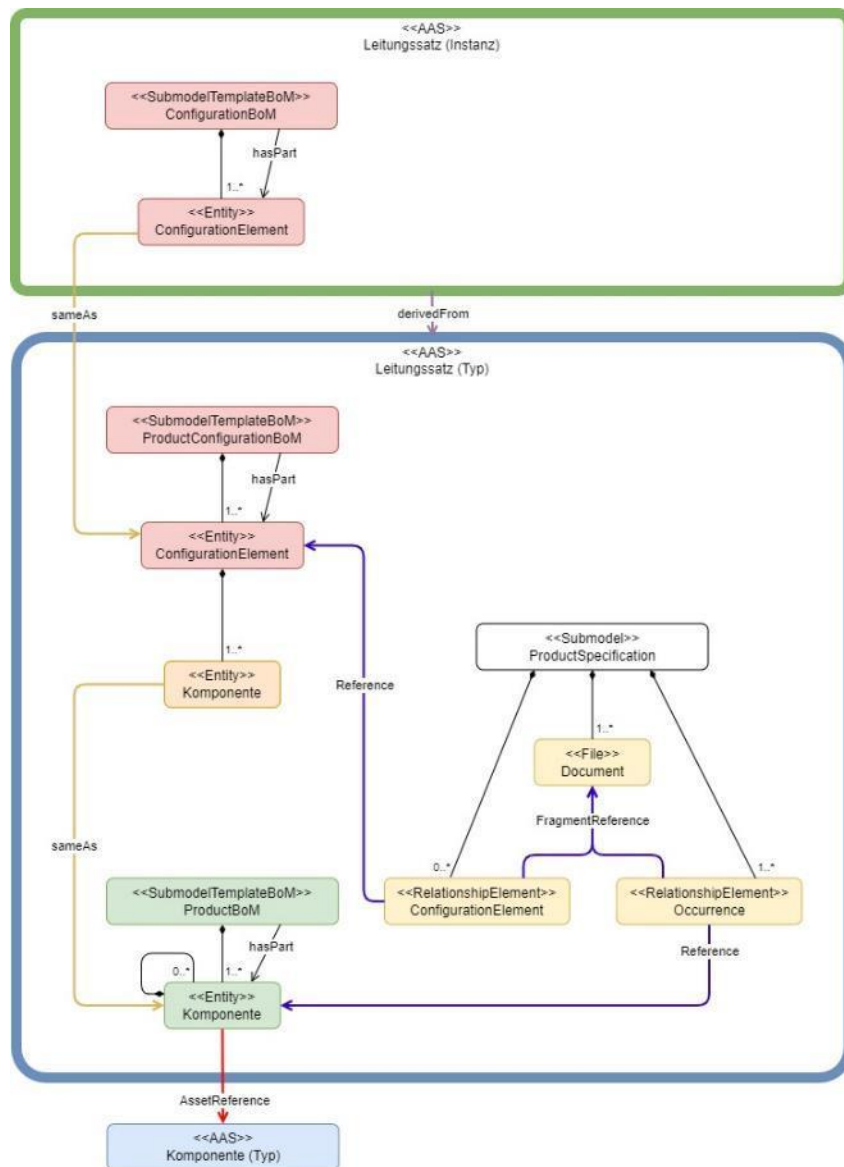 <<AAS>>
Leitungssatz (Instanz)
<<SubmodelTemplateBoM>>
ConfigurationBoM
hasPart
1..*
<<Entity>>
ConfigurationElement
sameAs
derivedFrom
<<AAS>>
Leitungssatz (Typ)
<<SubmodelTemplateBoM>>
ProductConfigurationBoM
hasPart
1..*
<<Entity>>
ConfigurationElement
1..*
<<Entity>>
Komponente
<<Submodel>>
ProductSpecification
Reference
1..*
<<File>>
Document
FragmentReference
sameAs
0..*
1..*
<<SubmodelTemplateBoM>>
ProductBoM
<<RelationshipElement>>
ConfigurationElement
<<RelationshipElement>>
Occurrence
hasPart
Reference
0..*
1..*
<<Entity>>
Komponente
AssetReference
<<AAS>>
Komponente (Typ)